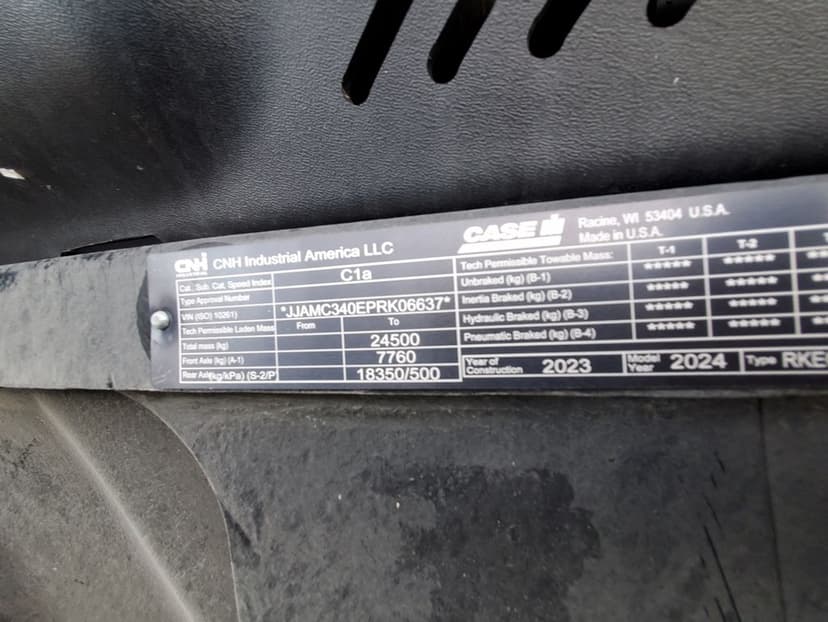 CNH CNH Industrial America LLC
CASE IH
Racine, WI 53404 U.S.A.
Made in U.S.A.
Cat., Sub. Cat, Speed Index C1a
Type Approval Number
VIN (ISO) 10261) *JJAMC340EPRK06637*
Tech Permissible Laden Mass From To
Total mass (kg) 24500
Front Axle (kg) (A-1) 7760
Rear Axle(kg/kPa) (S-2/P) 18350/500
Tech Permissible Towable Mass: T-1 T-2
Unbraked (kg) (B-1) ***** *****
Inertia Braked (kg) (B-2) ***** *****
Hydraulic Braked (kg) (B-3) ***** *****
Pneumatic Braked (kg) (B-4) ***** *****
Year of Construction 2023 Model Year 2024 Type